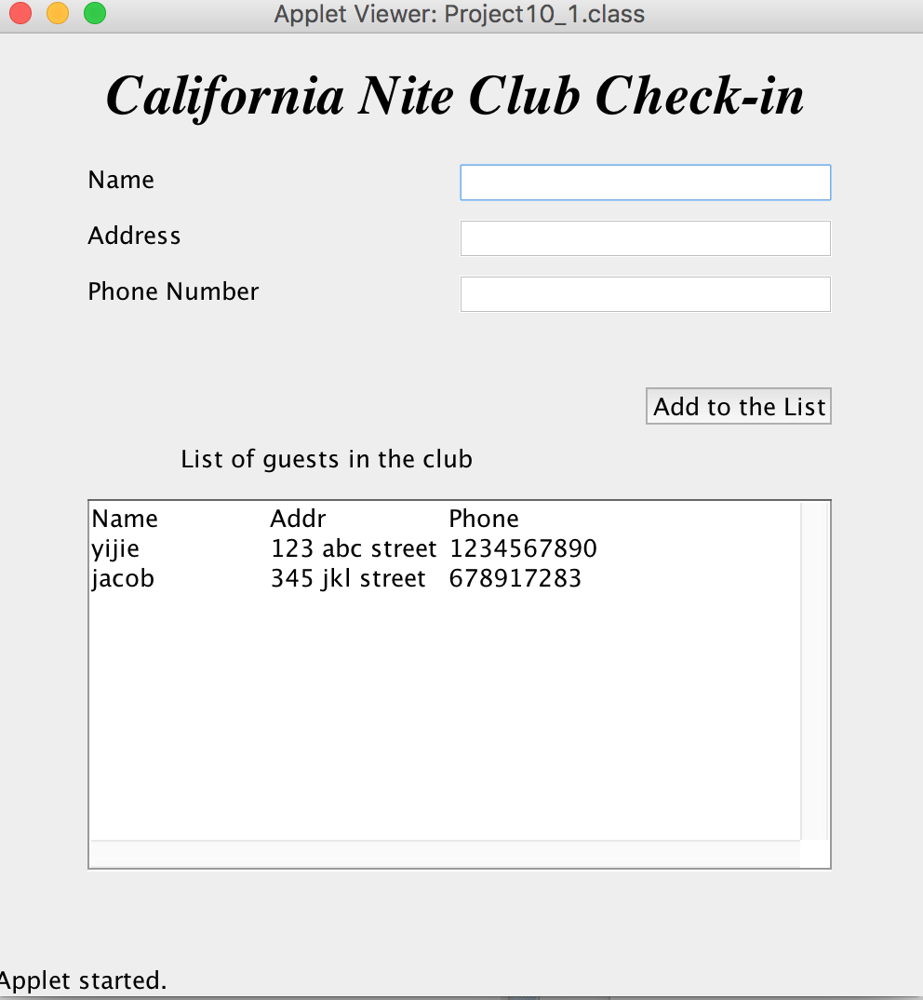 Applet Viewer: Project10_1.class
California Nite Club Check-in
Name
Address
Phone Number
Add to the List
List of guests in the club
Name Addr Phone
yijie 123 abc street 1234567890
jacob 345 jkl street 678917283
Applet started.